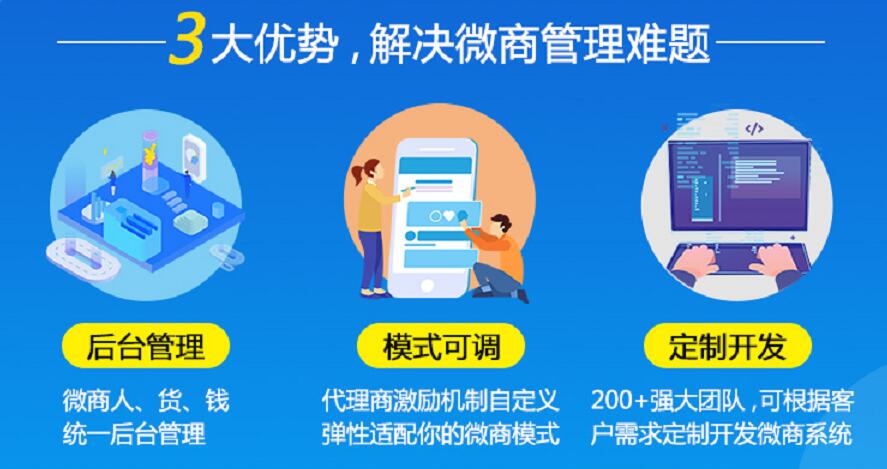 3大优势,解决微商管理难题
</>
后台管理
模式可调
定制开发
微商人、货、钱
统一后台管理
代理商激励机制自定义
弹性适配你的微商模式
200+强大团队,可根据客
户需求定制开发微商系统